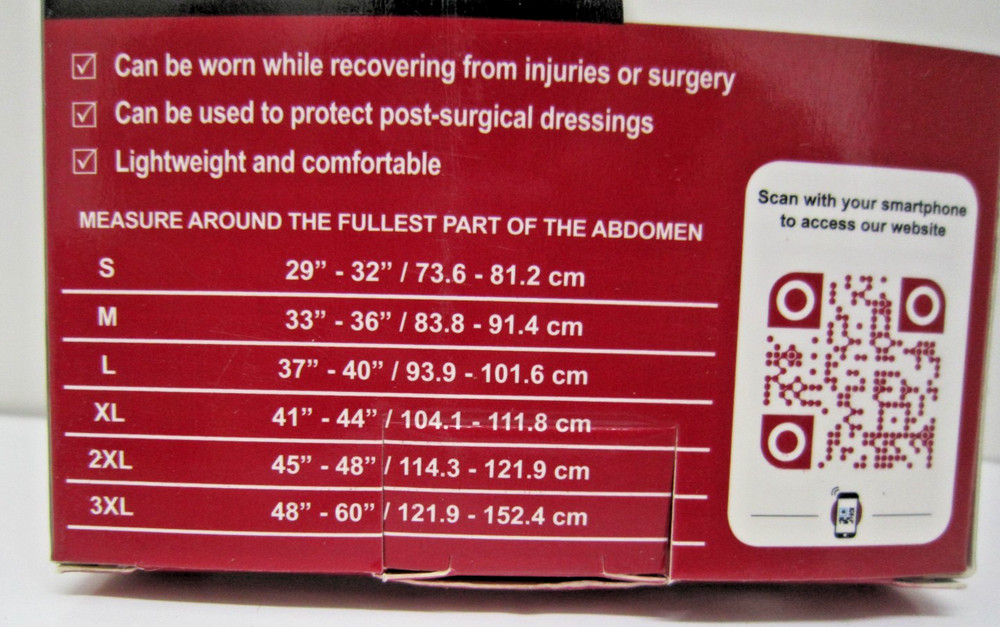 ☑ Can be worn while recovering from injuries or surgery
☑ Can be used to protect post-surgical dressings
☑ Lightweight and comfortable
MEASURE AROUND THE FULLEST PART OF THE ABDOMEN
S 29” - 32” / 73.6 - 81.2 cm
M 33” - 36” / 83.8 - 91.4 cm
L 37” - 40” / 93.9 - 101.6 cm
XL 41” - 44” / 104.1 - 111.8 cm
2XL 45” - 48” / 114.3 - 121.9 cm
3XL 48” - 60” / 121.9 - 152.4 cm
Scan with your smartphone
to access our website